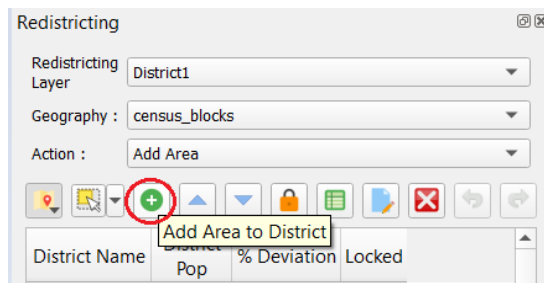 Redistricting
Redistricting
Layer
District1
Geography :
census_blocks
Action :
Add Area
Add Area to District
District Name
District
Pop
% Deviation
Locked